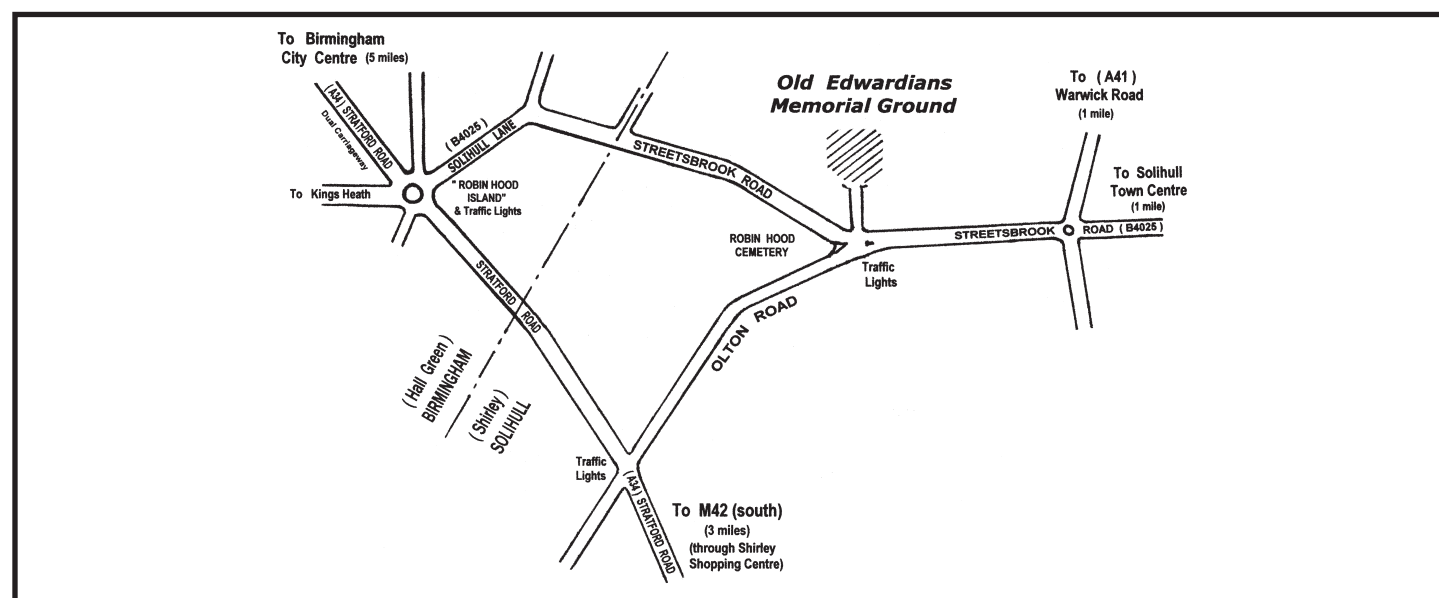 To Birmingham
City Centre (5 miles)
(A34) STRATFORD ROAD
Dual Carriageway
(B4025)
SOLIHULL LANE
To Kings Heath
"ROBIN HOOD
ISLAND"
& Traffic Lights
STREETSBROOK ROAD
Old Edwardians
Memorial Ground
To (A41)
Warwick Road
(1 mile)
To Solihull
Town Centre
(1 mile)
ROBIN HOOD
CEMETERY
STREETSBROOK ROAD (B4025)
Traffic
Lights
STRATFORD ROAD
OLTON ROAD
(Hall Green)
BIRMINGHAM
(Shirley)
SOLIHULL
Traffic
Lights
(A34) STRATFORD ROAD
To M42 (south)
(3 miles)
(through Shirley
Shopping Centre)